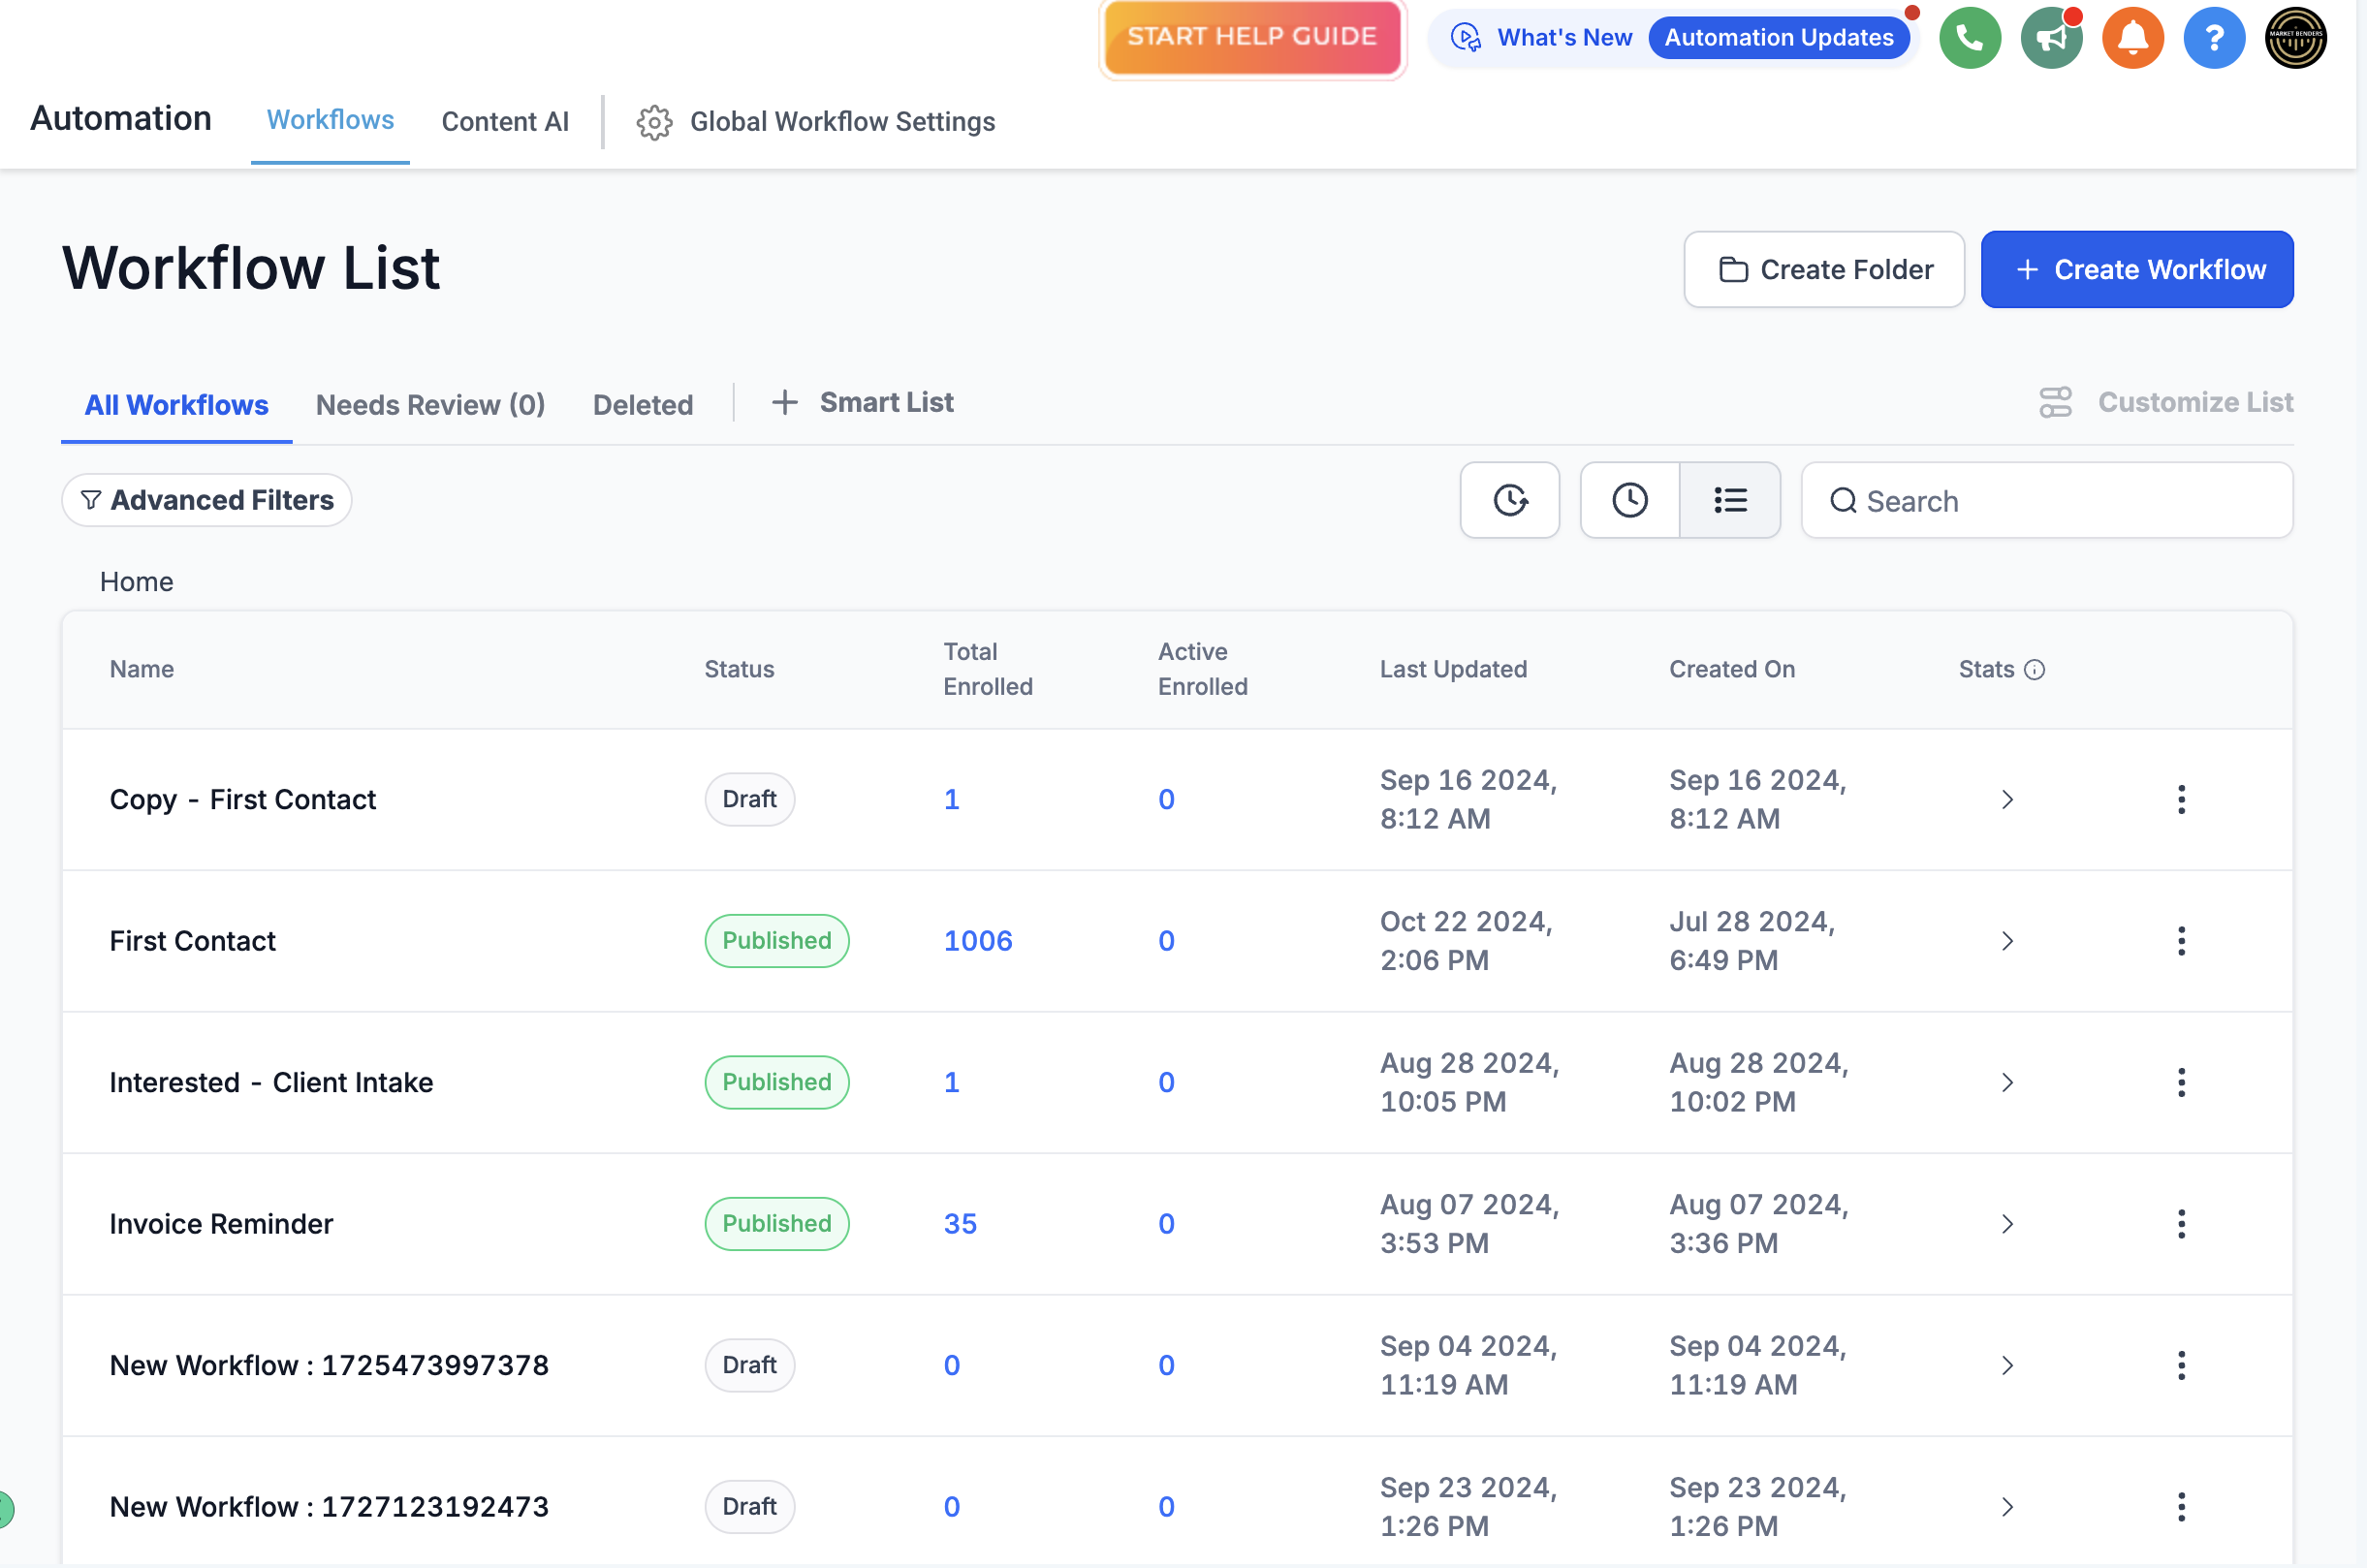 START HELP GUIDE
What's New Automation Updates
?
MARKET BENDERS
Automation Workflows Content AI Global Workflow Settings
Workflow List
Create Folder + Create Workflow
All Workflows Needs Review (0) Deleted + Smart List Customize List
Advanced Filters Search
Home
Name Status Total Enrolled Active Enrolled Last Updated Created On Stats
Copy - First Contact Draft 1 0 Sep 16 2024, 8:12 AM Sep 16 2024, 8:12 AM
First Contact Published 1006 0 Oct 22 2024, 2:06 PM Jul 28 2024, 6:49 PM
Interested - Client Intake Published 1 0 Aug 28 2024, 10:05 PM Aug 28 2024, 10:02 PM
Invoice Reminder Published 35 0 Aug 07 2024, 3:53 PM Aug 07 2024, 3:36 PM
New Workflow : 1725473997378 Draft 0 0 Sep 04 2024, 11:19 AM Sep 04 2024, 11:19 AM
New Workflow : 1727123192473 Draft 0 0 Sep 23 2024, 1:26 PM Sep 23 2024, 1:26 PM